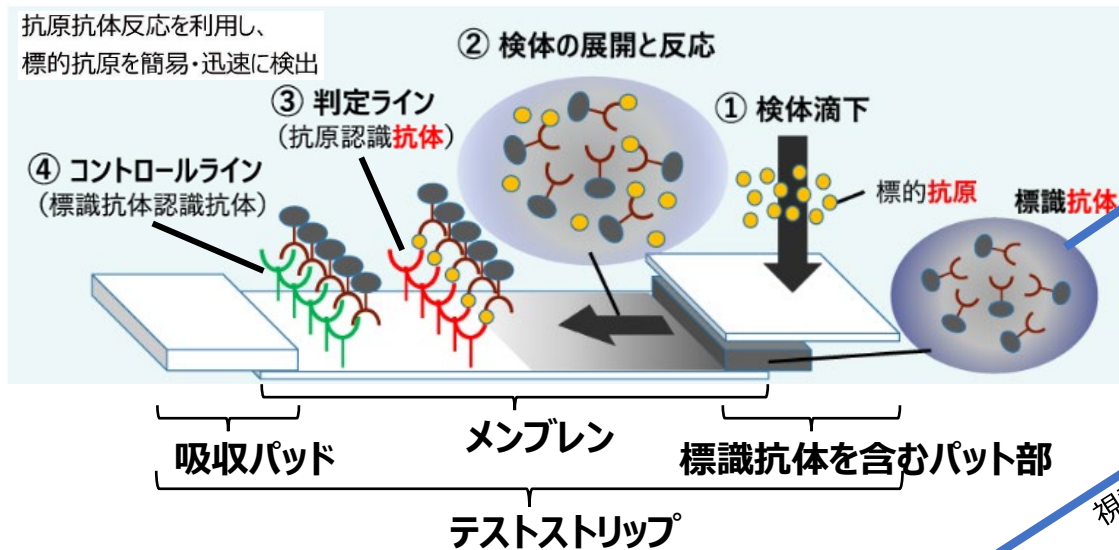 抗原抗体反応を利用し、
標的抗原を簡易・迅速に検出
② 検体の展開と反応
① 検体滴下
③ 判定ライン
(抗原認識抗体)
④ コントロールライン
(標識抗体認識抗体)
標的抗原
標識抗体
メンブレン
吸収パッド
標識抗体を含むパット部
テストストリップ
視